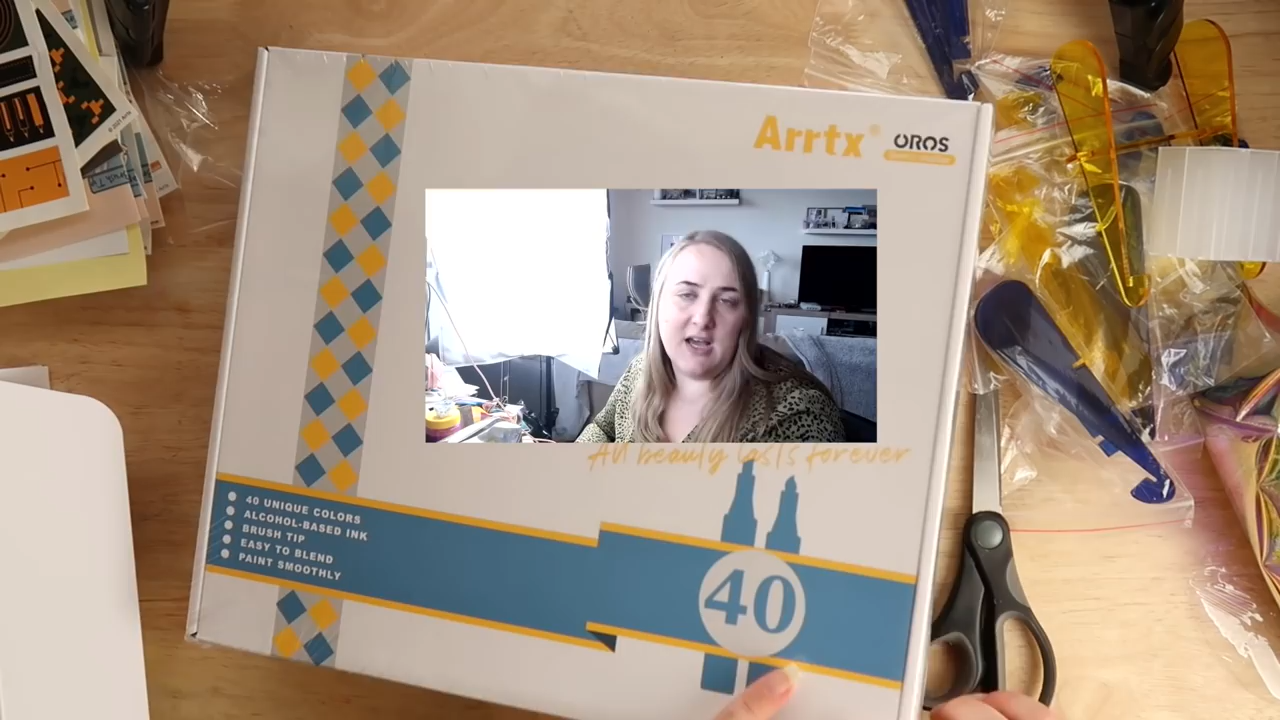 Arrtx®
OROS
All beauty lasts forever
40 UNIQUE COLORS
ALCOHOL-BASED INK
BRUSH TIP
EASY TO BLEND
PAINT SMOOTHLY
40